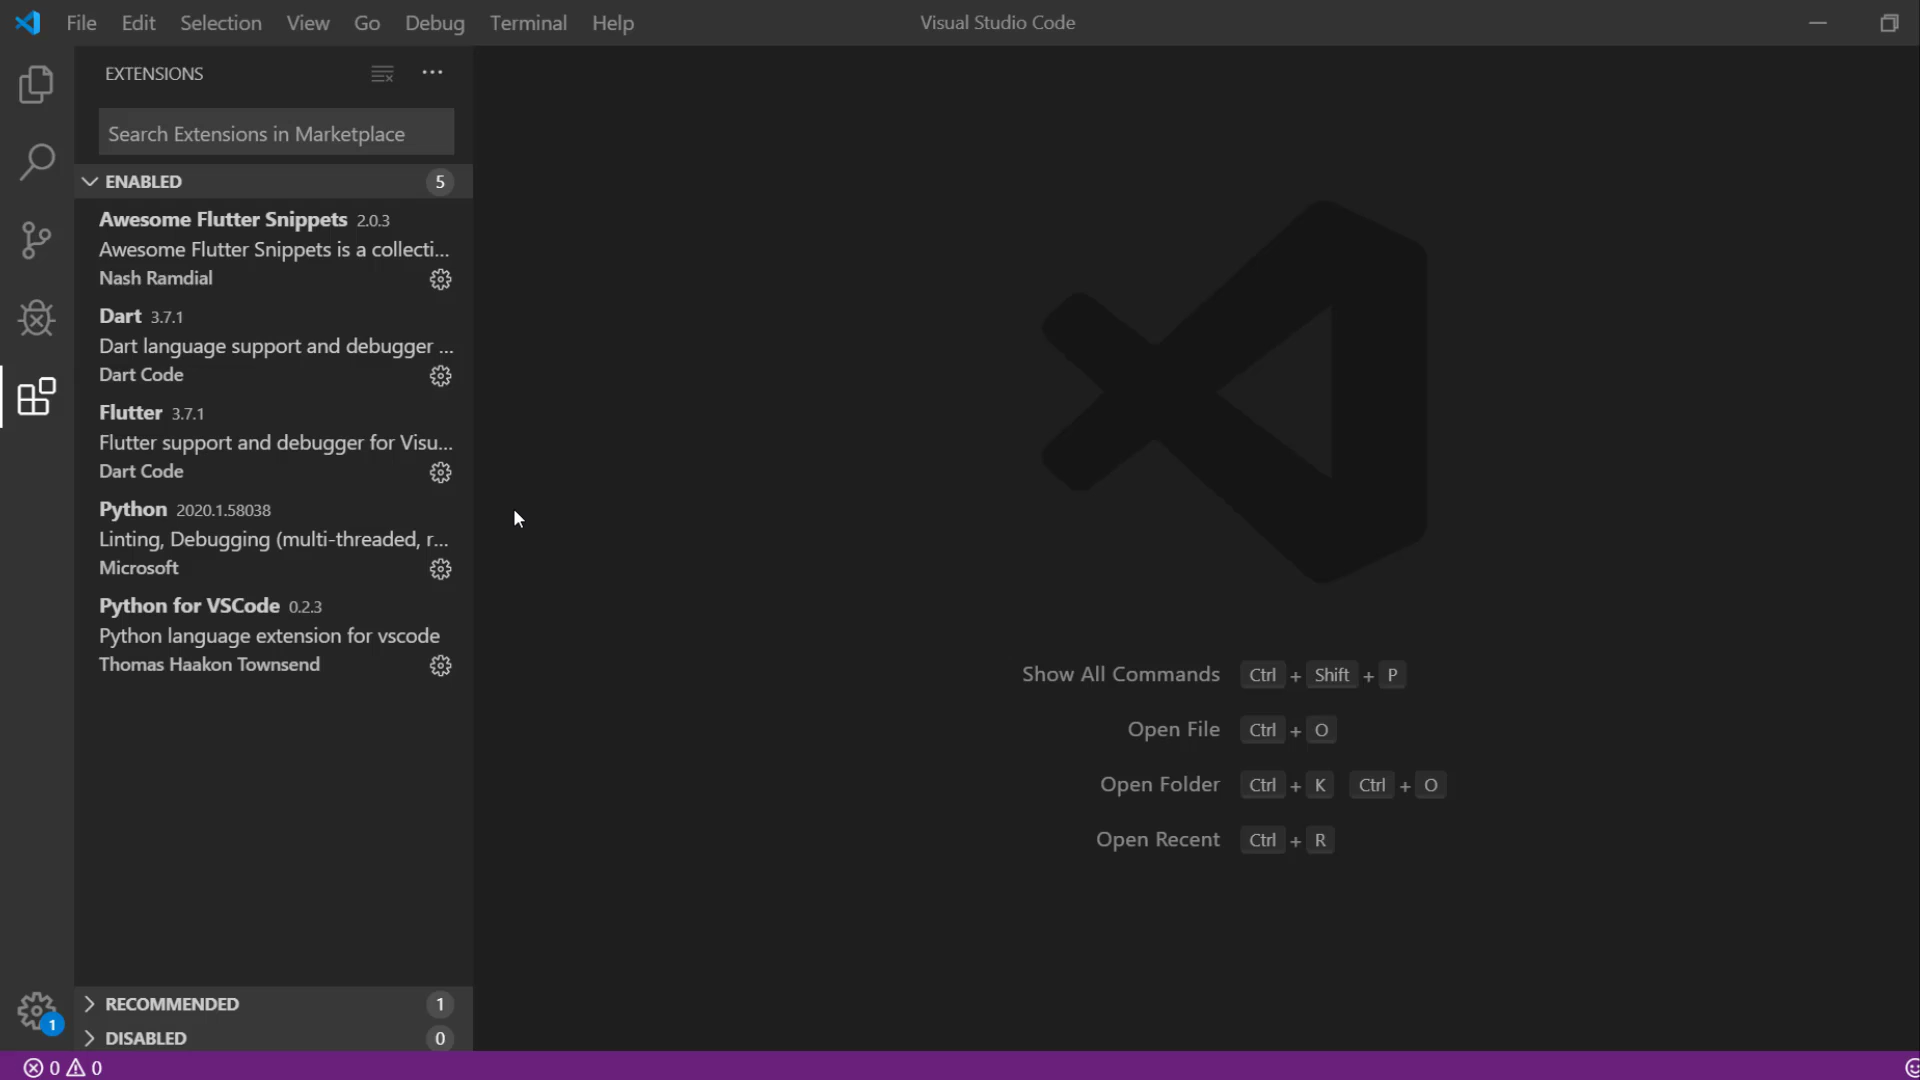 File Edit Selection View Go Debug Terminal Help Visual Studio Code
EXTENSIONS
Search Extensions in Marketplace
ENABLED 5
Awesome Flutter Snippets 2.0.3
Awesome Flutter Snippets is a collecti...
Nash Ramdial
Dart 3.7.1
Dart language support and debugger ...
Dart Code
Flutter 3.7.1
Flutter support and debugger for Visu...
Dart Code
Python 2020.1.58038
Linting, Debugging (multi-threaded, r...
Microsoft
Python for VSCode 0.2.3
Python language extension for vscode
Thomas Haakon Townsend
Show All Commands Ctrl + Shift + P
Open File Ctrl + O
Open Folder Ctrl + K Ctrl + O
Open Recent Ctrl + R
RECOMMENDED 1
1
DISABLED 0
0 0